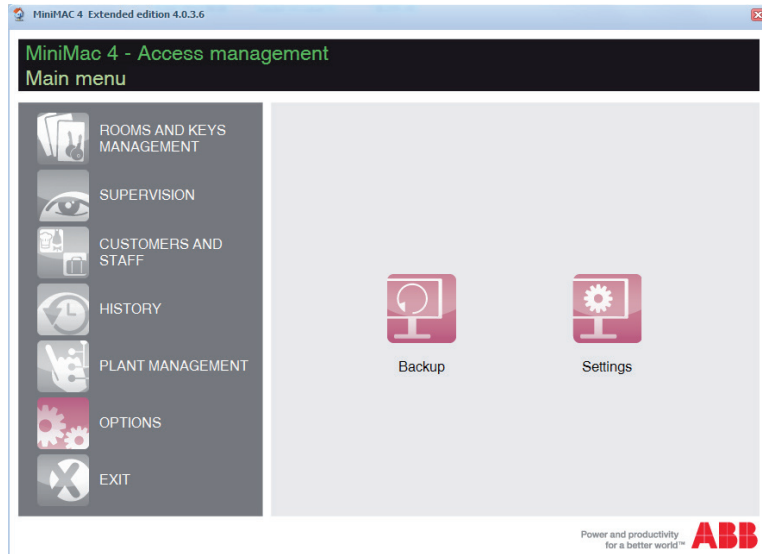 MiniMAC 4 Extended edition 4.0.3.6
MiniMac 4 - Access management
Main menu
ROOMS AND KEYS
MANAGEMENT
SUPERVISION
CUSTOMERS AND
STAFF
HISTORY
PLANT MANAGEMENT
OPTIONS
EXIT
Backup
Settings
Power and productivity
for a better world™
ABB